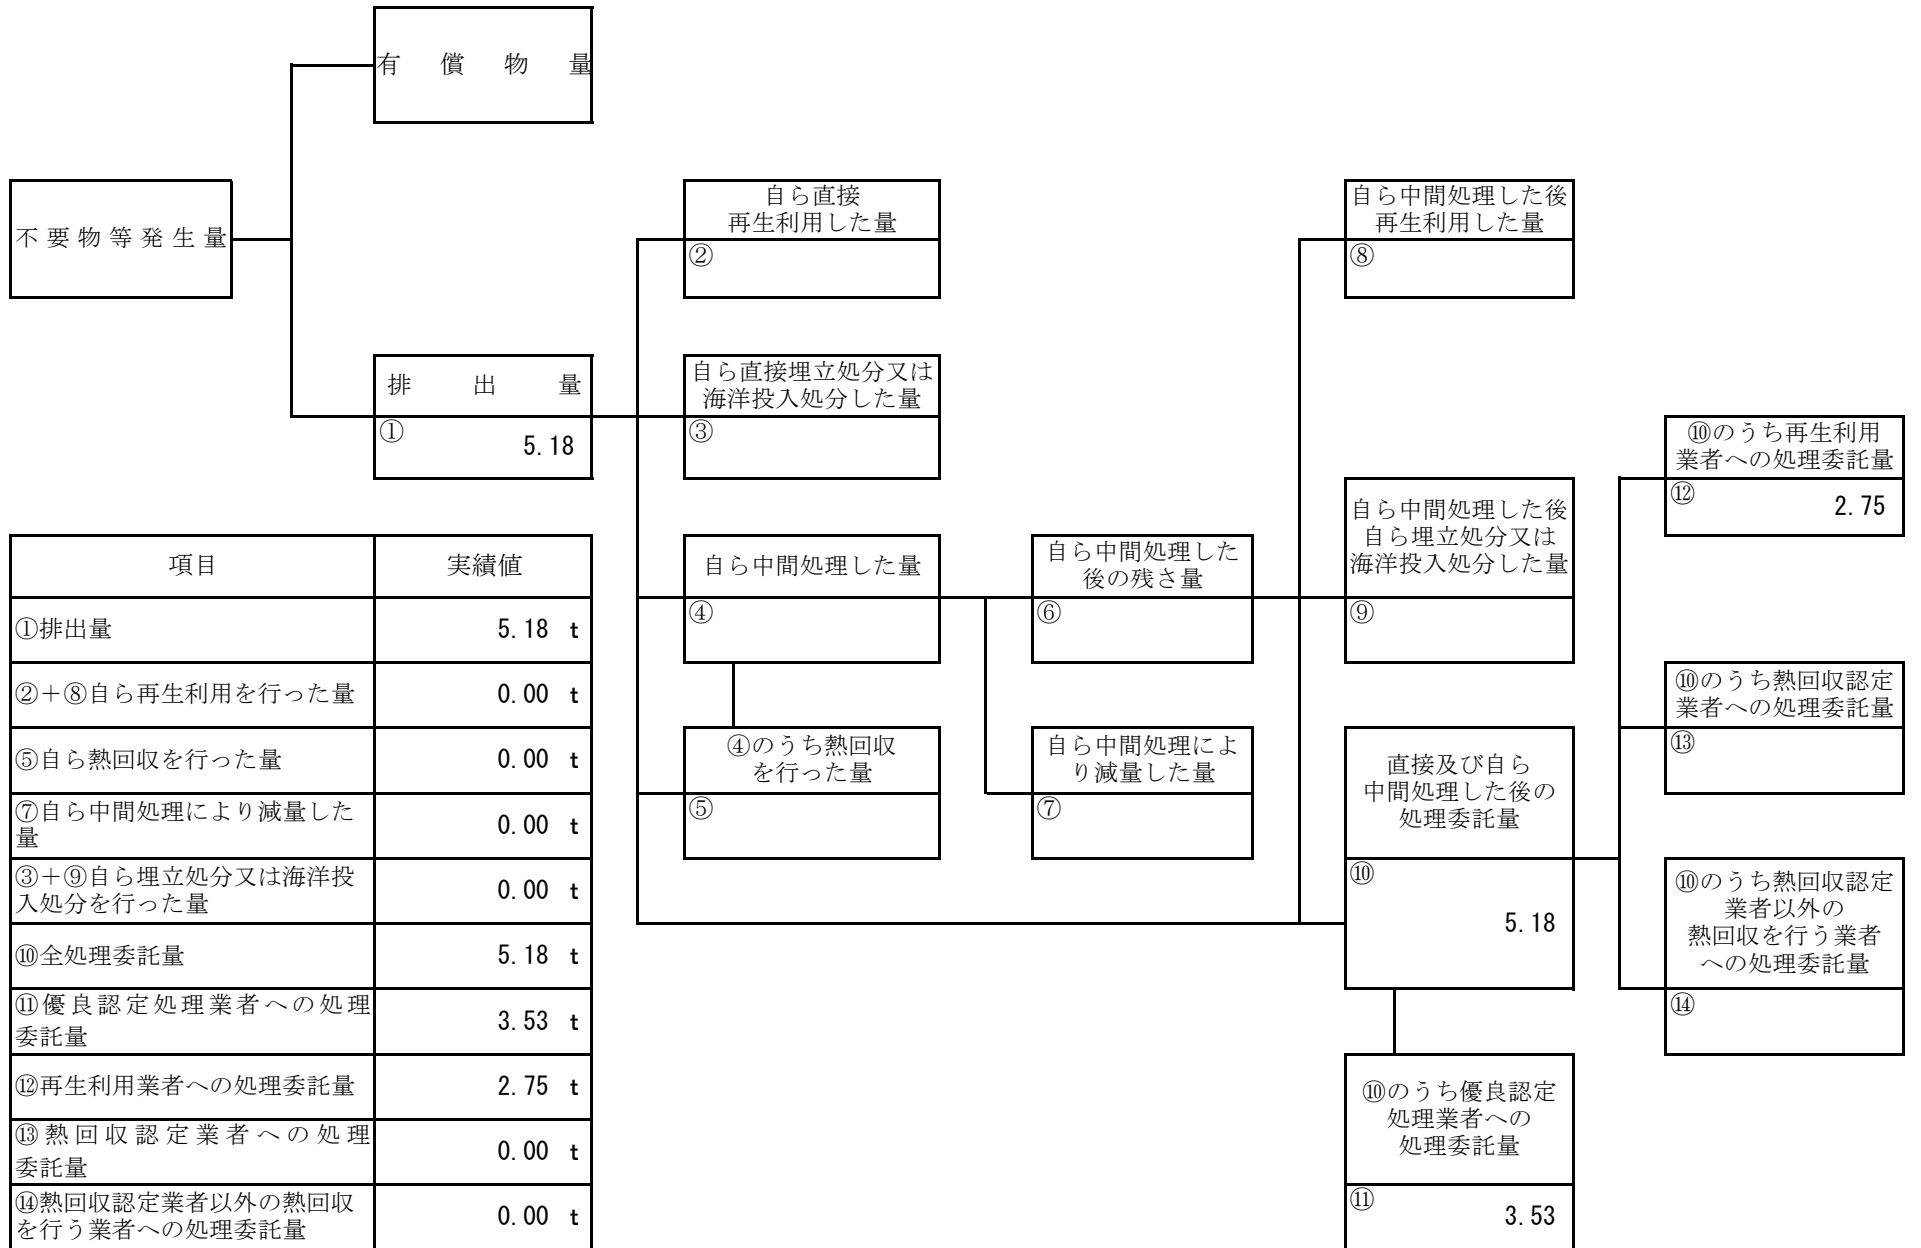 有償物量
不要物等発生量
排出量
①
5.18
自ら直接
再生利用した量
②
自ら直接埋立処分又は
海洋投入処分した量
③
自ら中間処理した量
④
④のうち熱回収
を行った量
⑤
自ら中間処理した
後の残さ量
⑥
自ら中間処理によ
り減量した量
⑦
自ら中間処理した後
再生利用した量
⑧
自ら中間処理した後
自ら埋立処分又は
海洋投入処分した量
⑨
直接及び自ら
中間処理した後の
処理委託量
⑩
5.18
⑩のうち優良認定
処理業者への
処理委託量
⑪
3.53
⑩のうち再生利用
業者への処理委託量
⑫
2.75
⑩のうち熱回収認定
業者への処理委託量
⑬
⑩のうち熱回収認定
業者以外の
熱回収を行う業者
への処理委託量
⑭
項目 実績値
①排出量 5.18 t
②＋⑧自ら再生利用を行った量 0.00 t
⑤自ら熱回収を行った量 0.00 t
⑦自ら中間処理により減量した
量 0.00 t
③＋⑨自ら埋立処分又は海洋投
入処分を行った量 0.00 t
⑩全処理委託量 5.18 t
⑪優良認定処理業者への処理
委託量 3.53 t
⑫再生利用業者への処理委託量 2.75 t
⑬熱回収認定業者への処理
委託量 0.00 t
⑭熱回収認定業者以外の熱回収
を行う業者への処理委託量 0.00 t